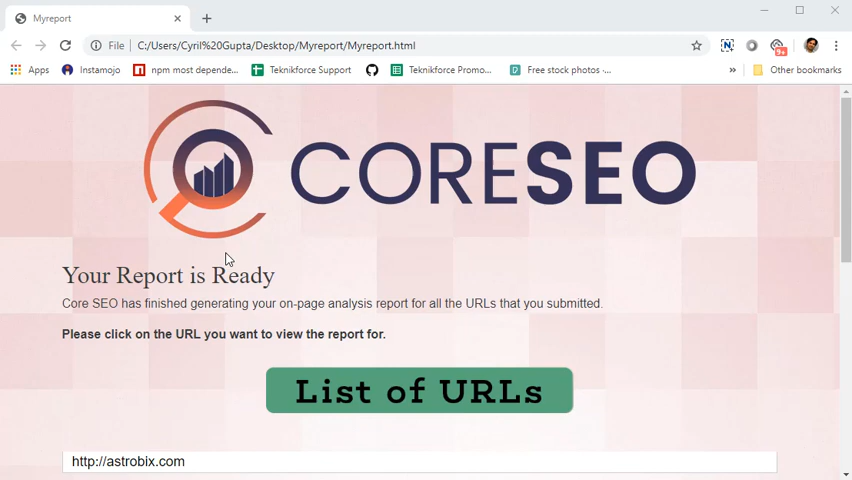 Myreport
File
C:/Users/Cyril%20Gupta/Desktop/Myreport/Myreport.html
9+
Apps
Instamojo
npm most depende...
Teknikforce Support
Teknikforce Promo...
Free stock photos ·...
»
Other bookmarks
CORESEO
Your Report is Ready
Core SEO has finished generating your on-page analysis report for all the URLs that you submitted.
Please click on the URL you want to view the report for.
List of URLs
http://astrobix.com